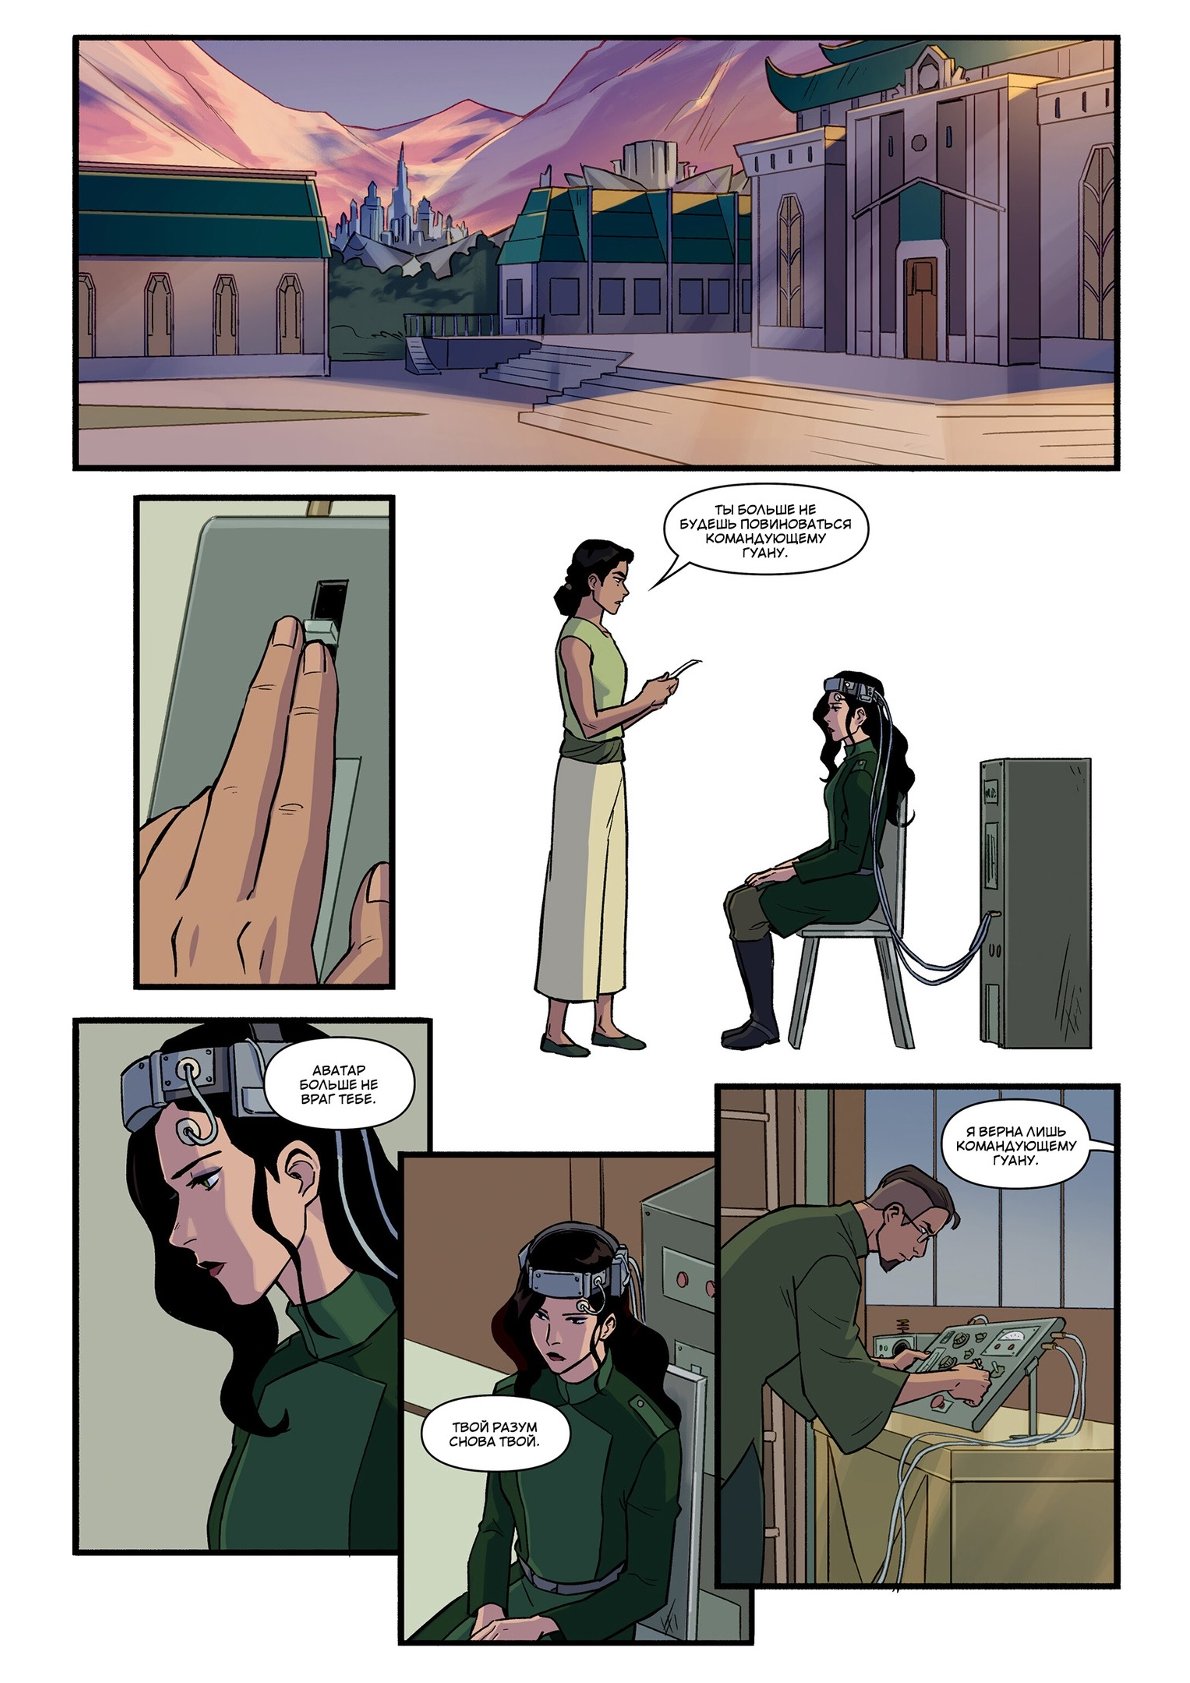 ТЫ БОЛЬШЕ НЕ
БУДЕШЬ ПОВИНОВАТЬСЯ
КОМАНДУЮЩЕМУ
ГУАНУ.
АВАТАР
БОЛЬШЕ НЕ
ВРАГ ТЕБЕ.
ТВОЙ РАЗУМ
СНОВА ТВОЙ.
Я ВЕРНА ЛИШЬ
КОМАНДУЮЩЕМУ
ГУАНУ.